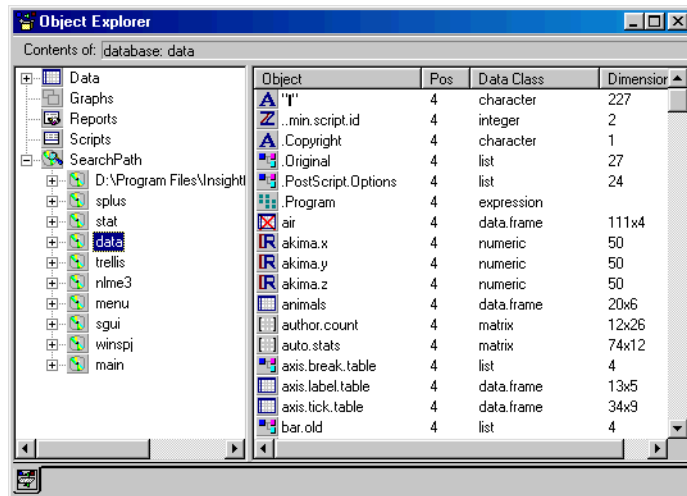 Object Explorer
Contents of: database: data
Data
Graphs
Reports
Scripts
SearchPath
D:\Program Files\Insightf
splus
stat
data
trellis
nlme3
menu
sgui
winspj
main
Object Pos Data Class Dimension
"I" 4 character 227
..min.script.id 4 integer 2
.Copyright 4 character 1
.Original 4 list 27
.PostScript.Options 4 list 24
.Program 4 expression
air 4 data.frame 111x4
akima.x 4 numeric 50
akima.y 4 numeric 50
akima.z 4 numeric 50
animals 4 data.frame 20x6
author.count 4 matrix 12x26
auto.stats 4 matrix 74x12
axis.break.table 4 list 4
axis.label.table 4 data.frame 13x5
axis.tick.table 4 data.frame 34x9
bar.old 4 list 4